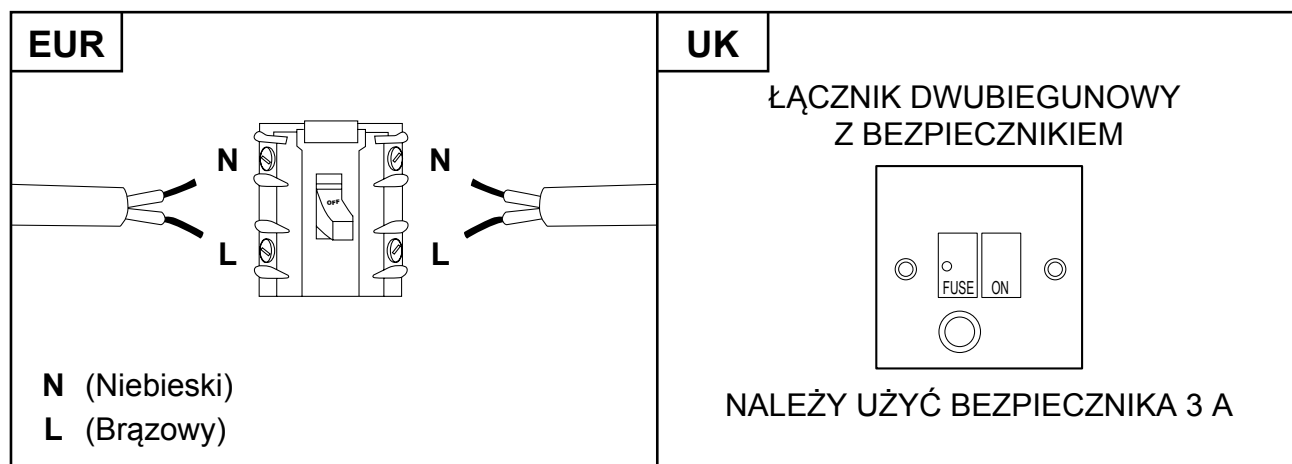 EUR
N
N
OFF
L
L
N (Niebieski)
L (Brązowy)
UK
ŁĄCZNIK DWUBIEGUNOWY
Z BEZPIECZNIKIEM
FUSE ON
NALEŻY UŻYĆ BEZPIECZNIKA 3 A